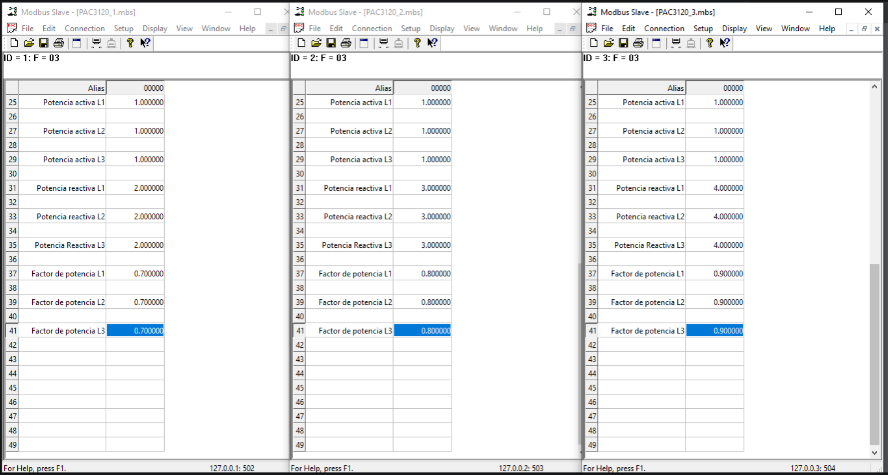 Modbus Slave - [PAC3120_1.mbs]
File Edit Connection Setup Display View Window Help
ID = 1: F = 03
Alias 00000
25 Potencia activa L1 1.000000
26
27 Potencia activa L2 1.000000
28
29 Potencia activa L3 1.000000
30
31 Potencia reactiva L1 2.000000
32
33 Potencia reactiva L2 2.000000
34
35 Potencia Reactiva L3 2.000000
36
37 Factor de potencia L1 0.700000
38
39 Factor de potencia L2 0.700000
40
41 Factor de potencia L3 0.700000
42
43
44
45
46
47
48
49
For Help, press F1. 127.0.0.1: 502
Modbus Slave - [PAC3120_2.mbs]
File Edit Connection Setup Display View Window Help
ID = 2: F = 03
Alias 00000
25 Potencia activa L1 1.000000
26
27 Potencia activa L2 1.000000
28
29 Potencia activa L3 1.000000
30
31 Potencia reactiva L1 3.000000
32
33 Potencia reactiva L2 3.000000
34
35 Potencia Reactiva L3 3.000000
36
37 Factor de potencia L1 0.800000
38
39 Factor de potencia L2 0.800000
40
41 Factor de potencia L3 0.800000
42
43
44
45
46
47
48
49
For Help, press F1. 127.0.0.2: 503
Modbus Slave - [PAC3120_3.mbs]
File Edit Connection Setup Display View Window Help
ID = 3: F = 03
Alias 00000
25 Potencia activa L1 1.000000
26
27 Potencia activa L2 1.000000
28
29 Potencia activa L3 1.000000
30
31 Potencia reactiva L1 4.000000
32
33 Potencia reactiva L2 4.000000
34
35 Potencia Reactiva L3 4.000000
36
37 Factor de potencia L1 0.900000
38
39 Factor de potencia L2 0.900000
40
41 Factor de potencia L3 0.900000
42
43
44
45
46
47
48
49
For Help, press F1. 127.0.0.3: 504